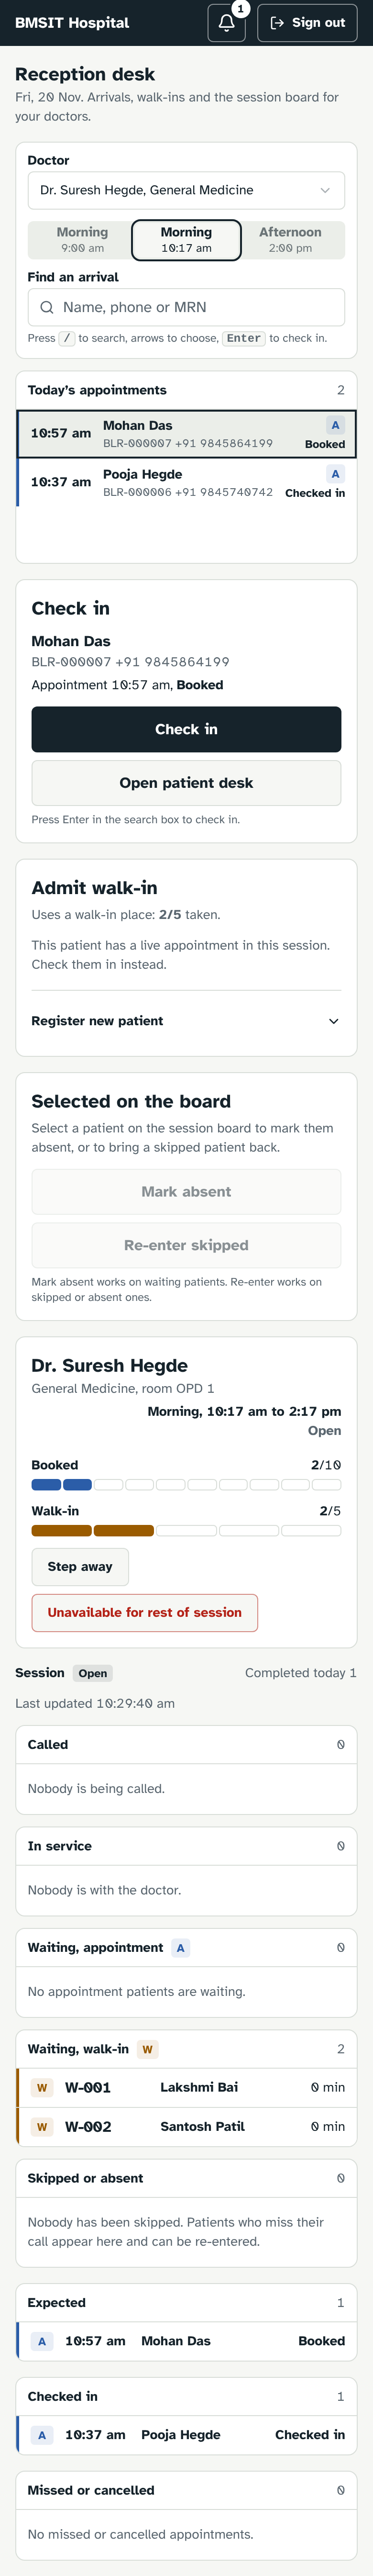 BMSIT Hospital
1
Sign out
Reception desk
Fri, 20 Nov. Arrivals, walk-ins and the session board for
your doctors.
Doctor
Dr. Suresh Hegde, General Medicine
Morning
9:00 am
Morning
10:17 am
Afternoon
2:00 pm
Find an arrival
Name, phone or MRN
Press / to search, arrows to choose, Enter to check in.
Today's appointments 2
10:57 am Mohan Das A
BLR-000007 +91 9845864199 Booked
10:37 am Pooja Hegde A
BLR-000006 +91 9845740742 Checked in
Check in
Mohan Das
BLR-000007 +91 9845864199
Appointment 10:57 am, Booked
Check in
Open patient desk
Press Enter in the search box to check in.
Admit walk-in
Uses a walk-in place: 2/5 taken.
This patient has a live appointment in this session.
Check them in instead.
Register new patient
Selected on the board
Select a patient on the session board to mark them
absent, or to bring a skipped patient back.
Mark absent
Re-enter skipped
Mark absent works on waiting patients. Re-enter works on
skipped or absent ones.
Dr. Suresh Hegde
General Medicine, room OPD 1
Morning, 10:17 am to 2:17 pm
Open
Booked 2/10
Walk-in 2/5
Step away
Unavailable for rest of session
Session Open Completed today 1
Last updated 10:29:40 am
Called 0
Nobody is being called.
In service 0
Nobody is with the doctor.
Waiting, appointment A 0
No appointment patients are waiting.
Waiting, walk-in W 2
W W-001 Lakshmi Bai 0 min
W W-002 Santosh Patil 0 min
Skipped or absent 0
Nobody has been skipped. Patients who miss their
call appear here and can be re-entered.
Expected 1
A 10:57 am Mohan Das Booked
Checked in 1
A 10:37 am Pooja Hegde Checked in
Missed or cancelled 0
No missed or cancelled appointments.